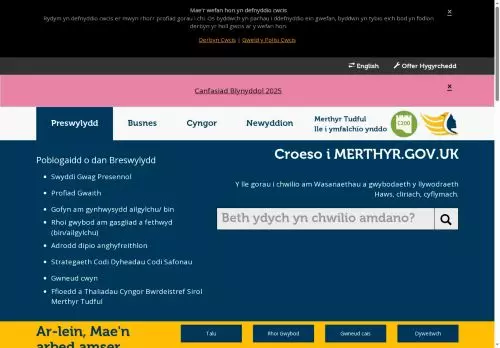 Mae'r wefan hon yn defnyddio cwcis
x
Rydym yn defnyddio cwcis er mwyn rhoi'r profiad gorau i chi. Os byddwch yn parhau i ddefnyddio ein gwefan, byddwn yn tybio eich bod yn fodlon
derbyn yr holl gwcis ar y wefan hon.
Derbyn Cwcis | Gweld y Polisi Cwcis
English
Offer Hygyrchedd
Canfasiad Blynyddol 2025
x
Preswylydd
Busnes
Cyngor
Newyddion
Merthyr Tudful
lle i ymfalchïo ynddo
Poblogaidd o dan Breswylydd
Swyddi Gwag Presennol
Profiad Gwaith
Gofyn am gynhwysydd ailgylchu/ bin
Rhoi gwybod am gasgliad a fethwyd
(bin/ailgylchu)
Adrodd dipio anghyfreithlon
Strategaeth Codi Dyheadau Codi Safonau
Gwneud cwyn
Ffioedd a Thaliadau Cyngor Bwrdeistref Sirol
Merthyr Tudful
Croeso i MERTHYR.GOV.UK
Y lle gorau i chwilio am Wasanaethau a gwybodaeth y llywodraeth
Haws, cliriach, cyflymach.
Beth ydych yn chwilio amdano?
Ar-lein, Mae'n
arbed amser
Talu
Rhoi Gwybod
Gwneud cais
Dywedwch